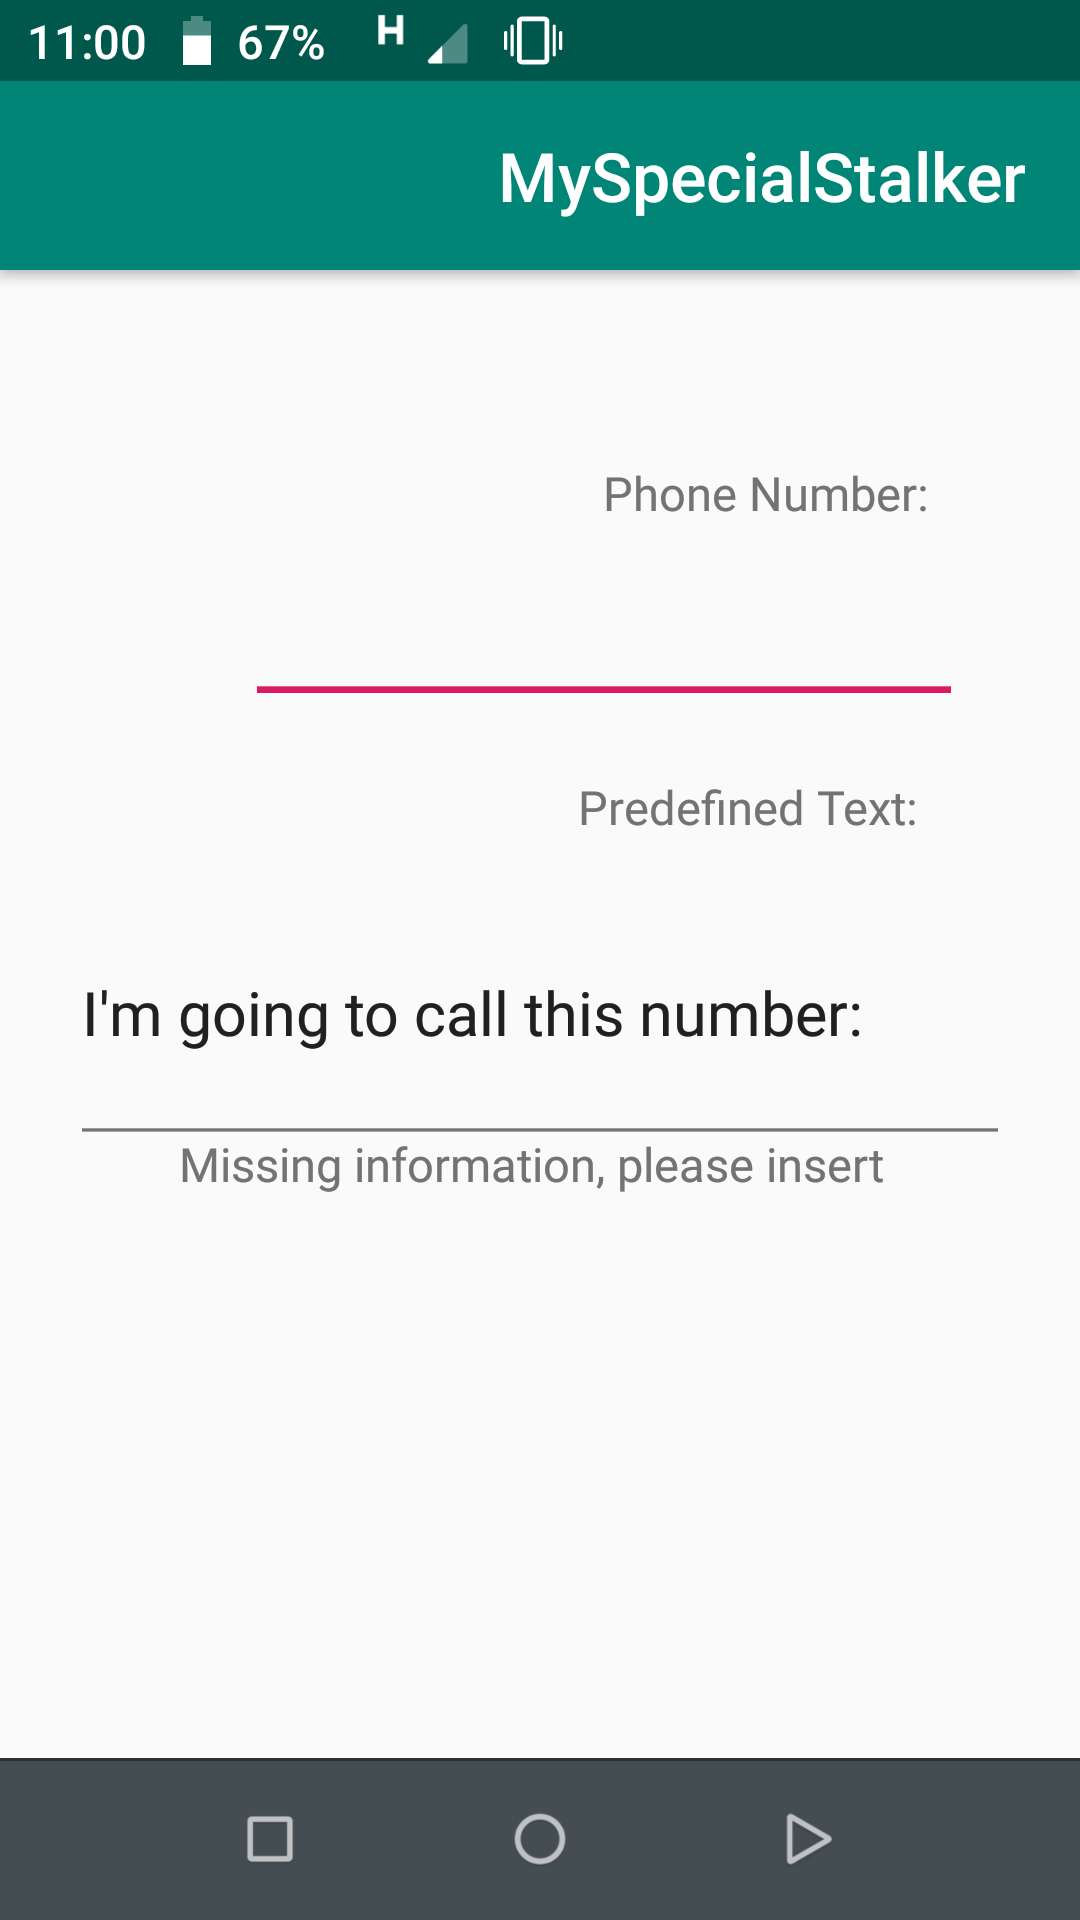 11:00 67% H
MySpecialStalker
Phone Number:
Predefined Text:
I'm going to call this number:
Missing information, please insert